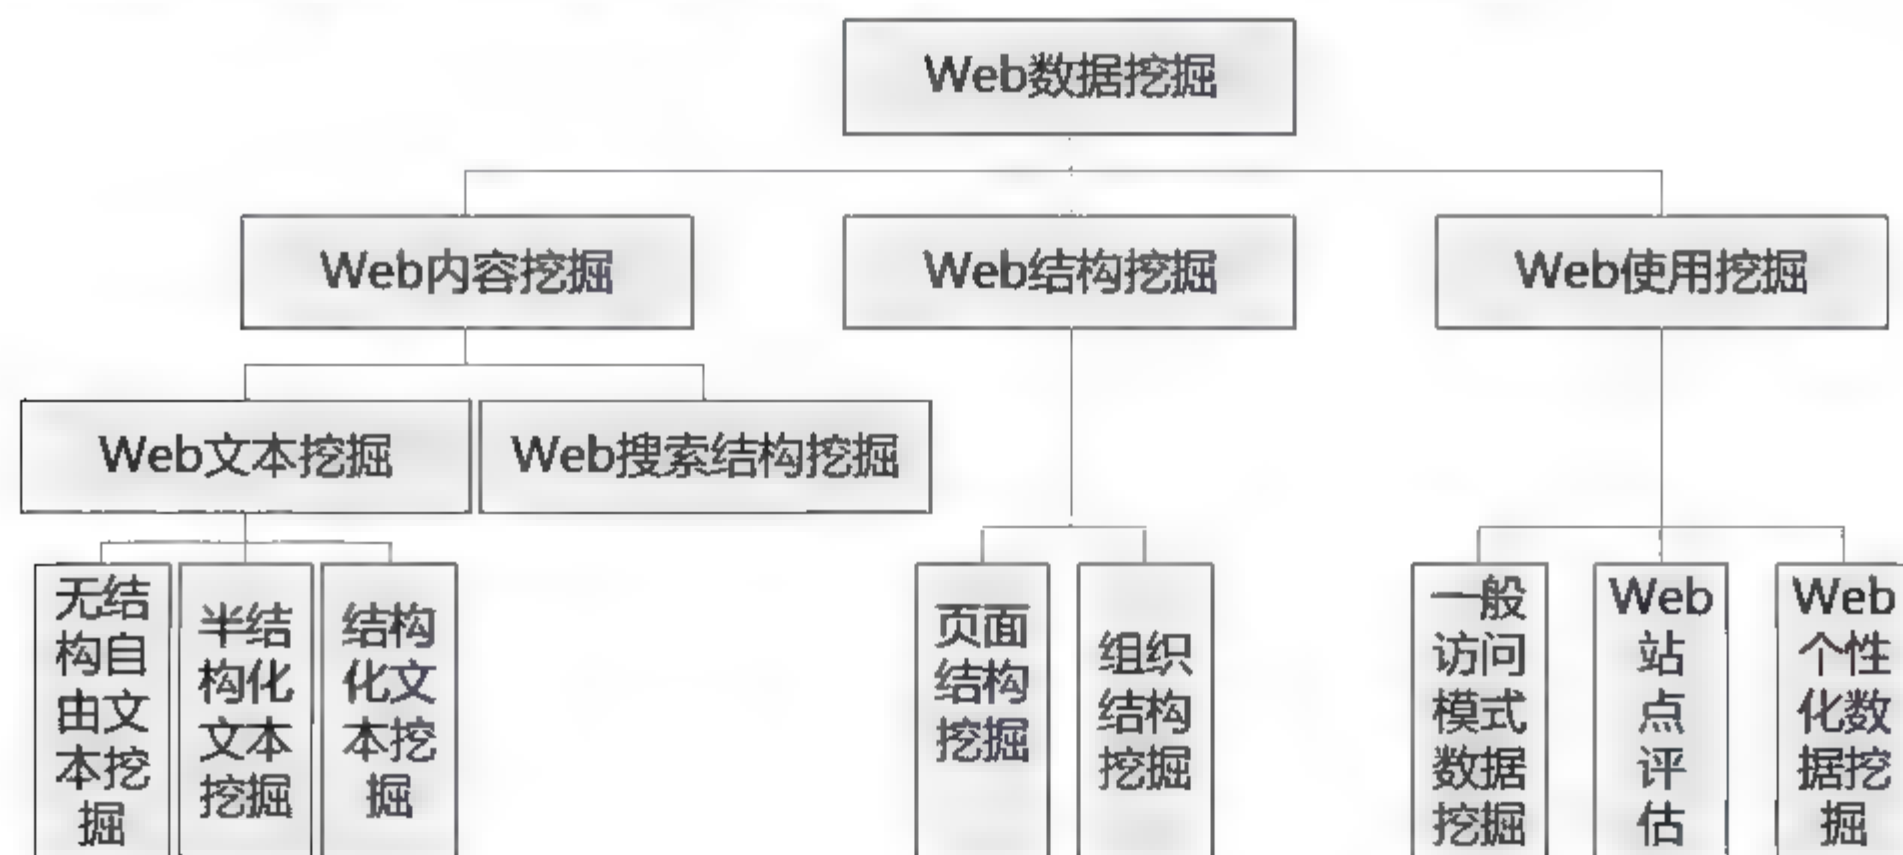 Web数据挖掘
Web内容挖掘
Web结构挖掘
Web使用挖掘
Web文本挖掘
Web搜索结构挖掘
无结
构自
由文
本挖
掘
半结
构化
文本
挖掘
结构
化文
本挖
掘
页面
结构
挖掘
组织
结构
挖掘
一般
访问
模式
数据
挖掘
Web
站
点
评
估
Web
个性
化数
据挖
掘